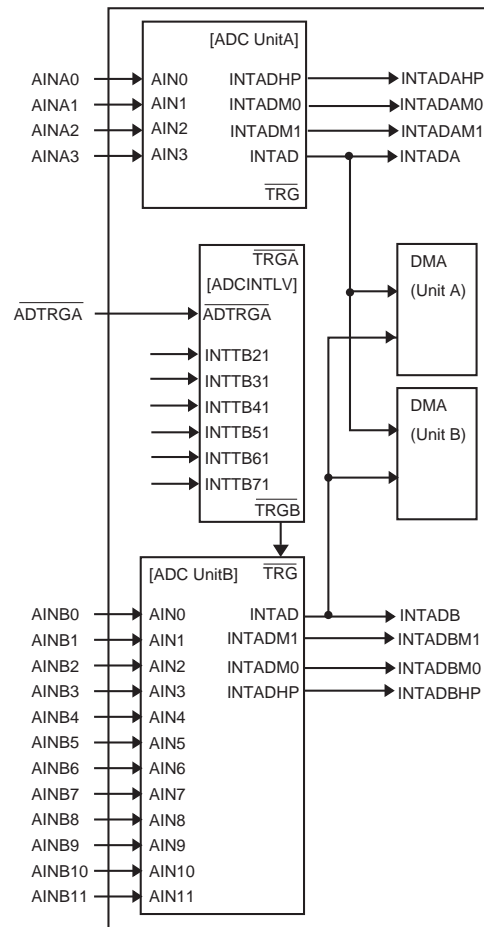 [ADC UnitA]
AINA0 AIN0 INTADHP INTADAHP
AINA1 AIN1 INTADM0 INTADAM0
AINA2 AIN2 INTADM1 INTADAM1
AINA3 AIN3 INTAD INTADA
TRG
TRGA
[ADCINTLV]
ADTRGA ADTRGA
INTTB21
INTTB31
INTTB41
INTTB51
INTTB61
INTTB71
TRGB
DMA
(Unit A)
DMA
(Unit B)
[ADC UnitB] TRG
AINB0 AIN0 INTAD INTADB
AINB1 AIN1 INTADM1 INTADBM1
AINB2 AIN2 INTADM0 INTADBM0
AINB3 AIN3 INTADHP INTADBHP
AINB4 AIN4
AINB5 AIN5
AINB6 AIN6
AINB7 AIN7
AINB8 AIN8
AINB9 AIN9
AINB10 AIN10
AINB11 AIN11